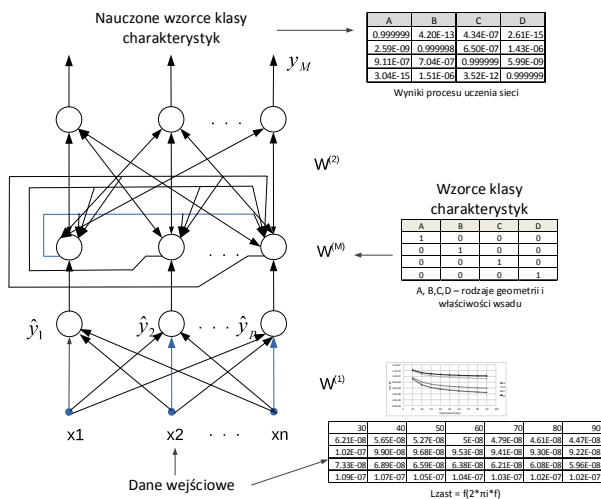 Nauczone wzorce klasy
charakterystyk
A B C D
0.999999 4.20E-13 4.34E-07 2.61E-15
2.59E-09 0.999998 6.50E-07 1.43E-06
9.11E-07 7.04E-07 0.999999 5.99E-09
3.04E-15 1.51E-06 3.52E-12 0.999999
Wyniki procesu uczenia sieci
y_M
. . .
W^(2)
Wzorce klasy
charakterystyk
A B C D
1 0 0 0
0 1 0 0
0 0 1 0
0 0 0 1
A, B,C,D – rodzaje geometrii i
właściwości wsadu
W^(M)
. . .
ŷ_1 ŷ_2 . . . ŷ_n
W^(1)
x1 x2 . . . xn
30 40 50 60 70 80 90
6.21E-08 5.65E-08 5.27E-08 5E-08 4.79E-08 4.61E-08 4.47E-08
1.02E-07 9.90E-08 9.68E-08 9.53E-08 9.41E-08 9.30E-08 9.22E-08
7.33E-08 6.89E-08 6.59E-08 6.38E-08 6.21E-08 6.08E-08 5.96E-08
1.09E-07 1.07E-07 1.05E-07 1.04E-07 1.03E-07 1.02E-07 1.02E-07
Lzast = f(2*πi*f)
Dane wejściowe